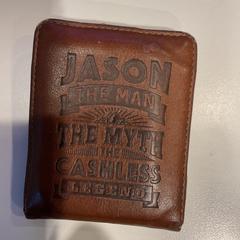 JASON
THE MAN
THE MYTH
THE
CASHLESS
LEGEND